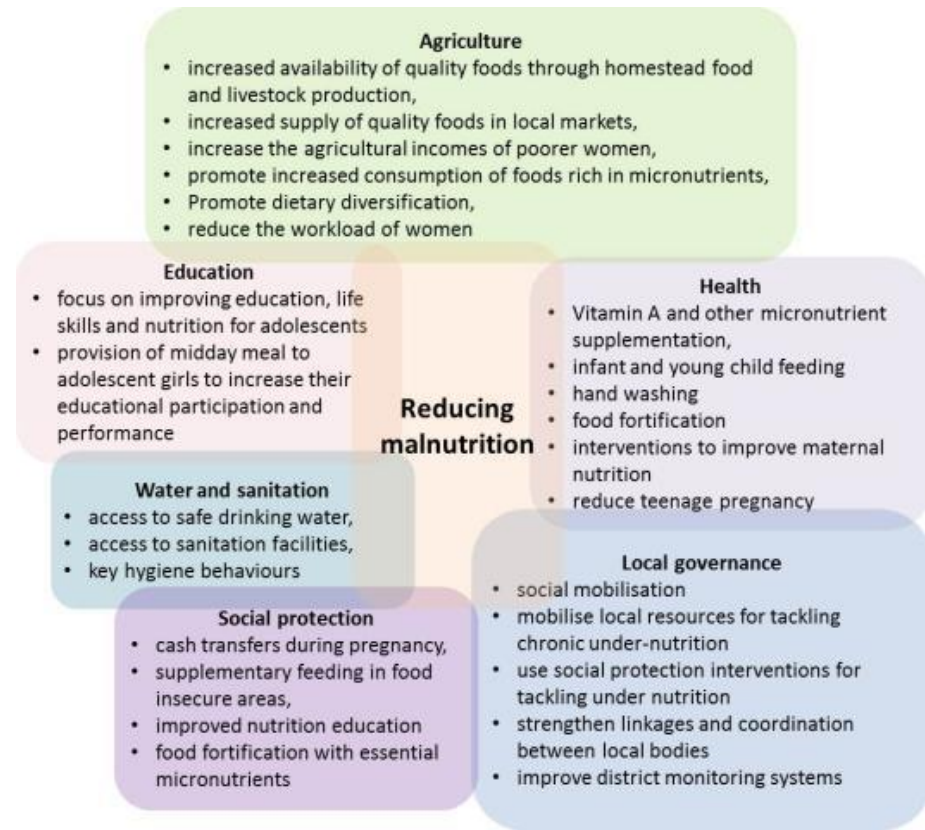 Agriculture
• increased availability of quality foods through homestead food
and livestock production,
• increased supply of quality foods in local markets,
• increase the agricultural incomes of poorer women,
• promote increased consumption of foods rich in micronutrients,
• Promote dietary diversification,
• reduce the workload of women
Education
• focus on improving education, life
skills and nutrition for adolescents
• provision of midday meal to
adolescent girls to increase their
educational participation and
performance
Reducing
malnutrition
Health
• Vitamin A and other micronutrient
supplementation,
• infant and young child feeding
• hand washing
• food fortification
• interventions to improve maternal
nutrition
• reduce teenage pregnancy
Water and sanitation
• access to safe drinking water,
• access to sanitation facilities,
• key hygiene behaviours
Local governance
• social mobilisation
• mobilise local resources for tackling
chronic under-nutrition
• use social protection interventions for
tackling under nutrition
• strengthen linkages and coordination
between local bodies
• improve district monitoring systems
Social protection
• cash transfers during pregnancy,
• supplementary feeding in food
insecure areas,
• improved nutrition education
• food fortification with essential
micronutrients